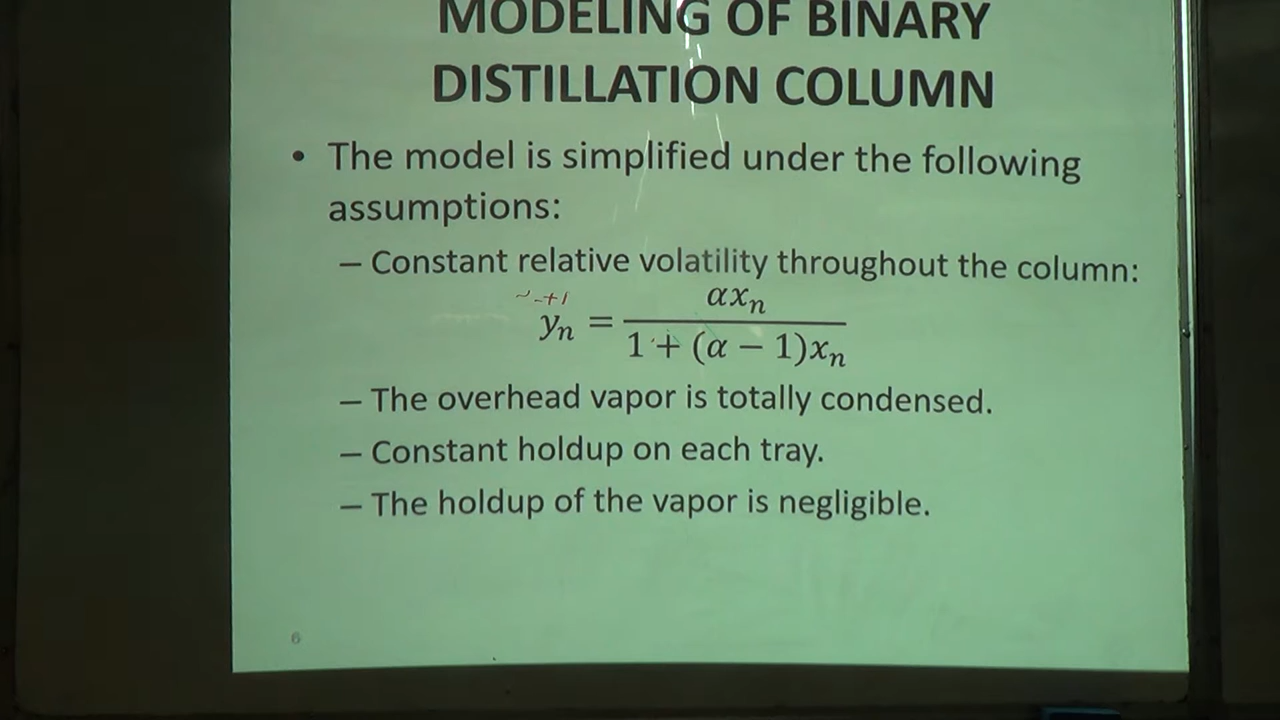 MODELING OF BINARY
DISTILLATION COLUMN
• The model is simplified under the following
assumptions:
– Constant relative volatility throughout the column:
yₙ = αxₙ / (1 + (α − 1)xₙ)
– The overhead vapor is totally condensed.
– Constant holdup on each tray.
– The holdup of the vapor is negligible.
6